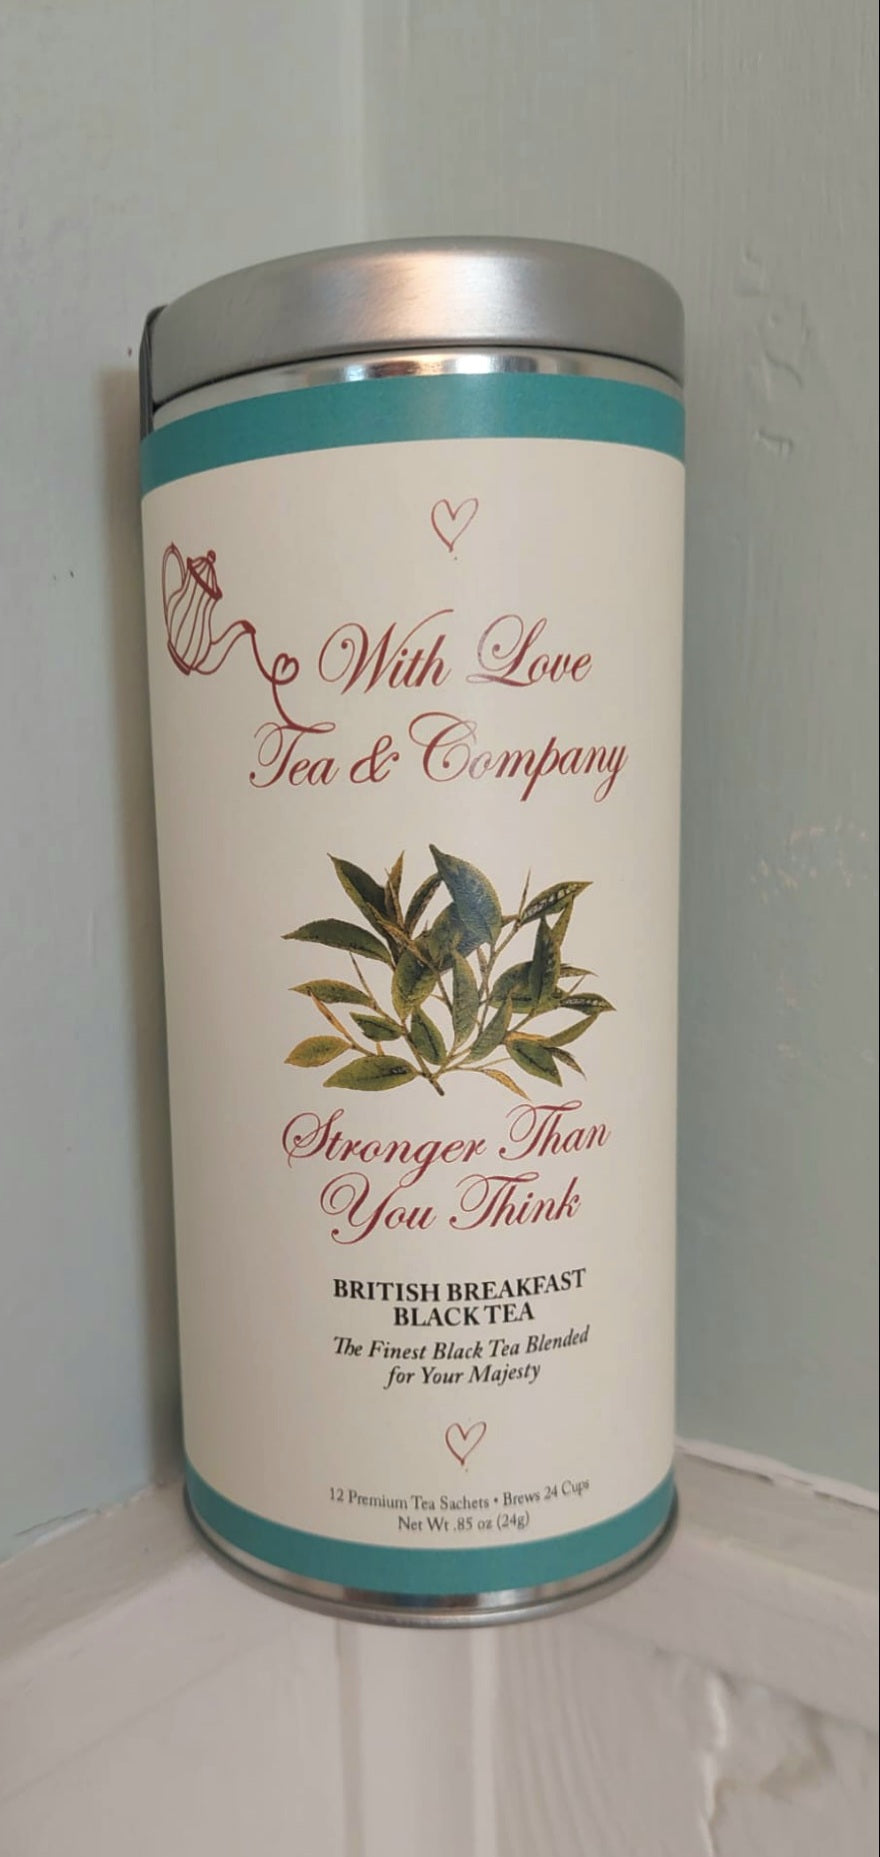 With Love
Tea & Company
Stronger Than
You Think
BRITISH BREAKFAST
BLACK TEA
The Finest Black Tea Blended
for Your Majesty
12 Premium Tea Sachets • Brews 24 Cups
Net Wt .85 oz (24g)